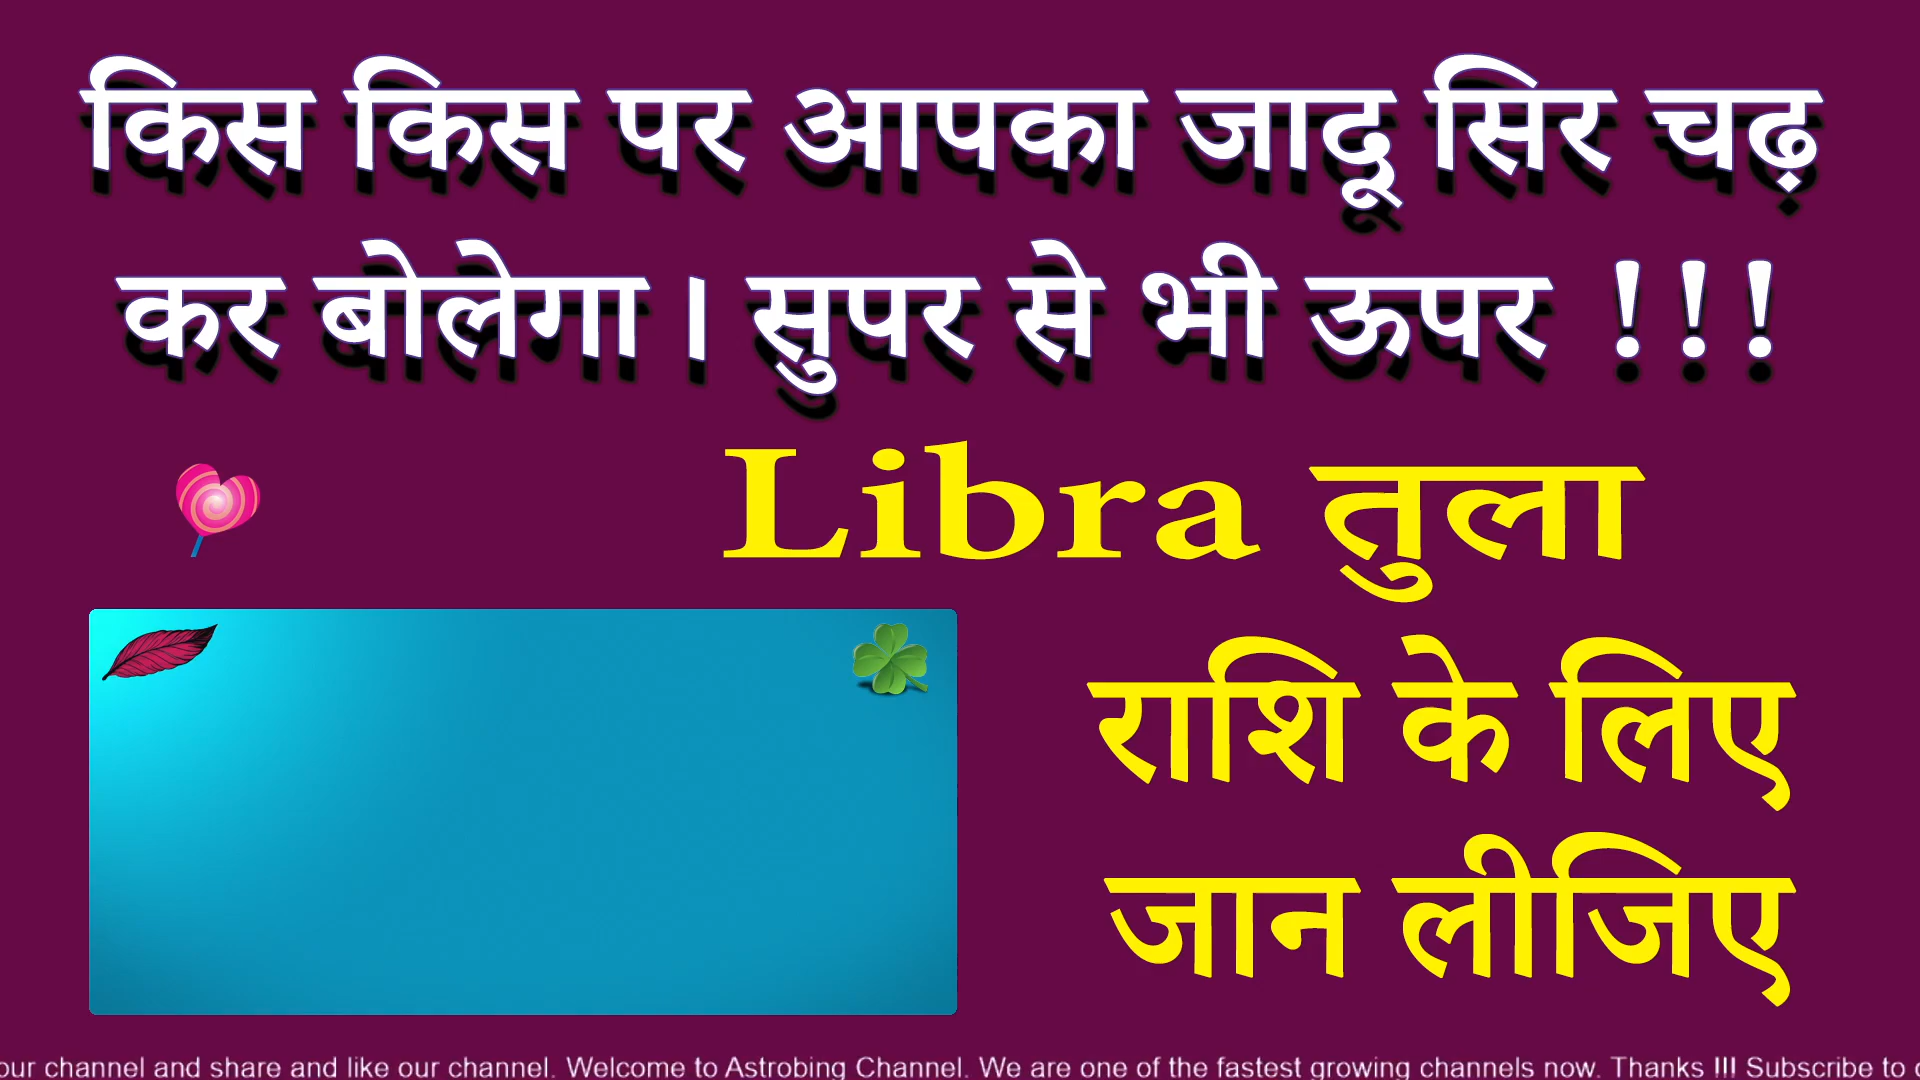 किस किस पर आपका जादू सिर चढ़
कर बोलेगा । सुपर से भी ऊपर !!!
Libra तुला
राशि के लिए
जान लीजिए
our channel and share and like our channel. Welcome to Astrobing Channel. We are one of the fastest growing channels now. Thanks !!! Subscribe to